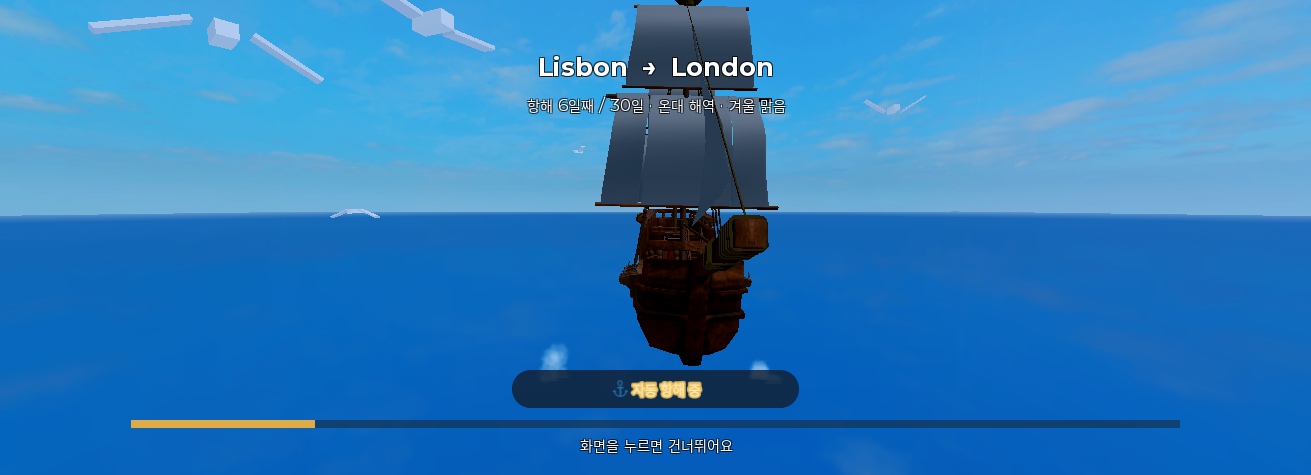 Lisbon → London
항해 6일째 / 30일 · 온대 해역 · 겨울 맑음
⚓ 자동 항해 중
화면을 누르면 건너뛰어요